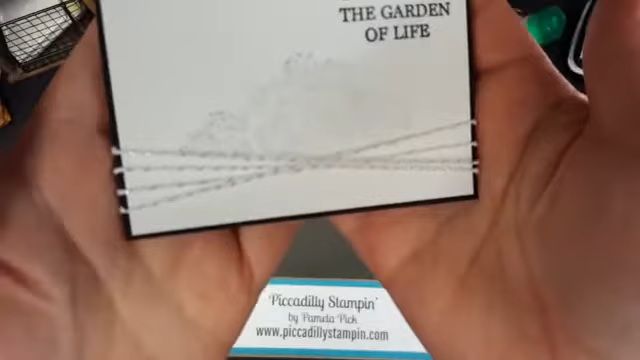 THE GARDEN
OF LIFE
Piccadilly Stampin'
by Pamela Pick
www.piccadillystampin.com